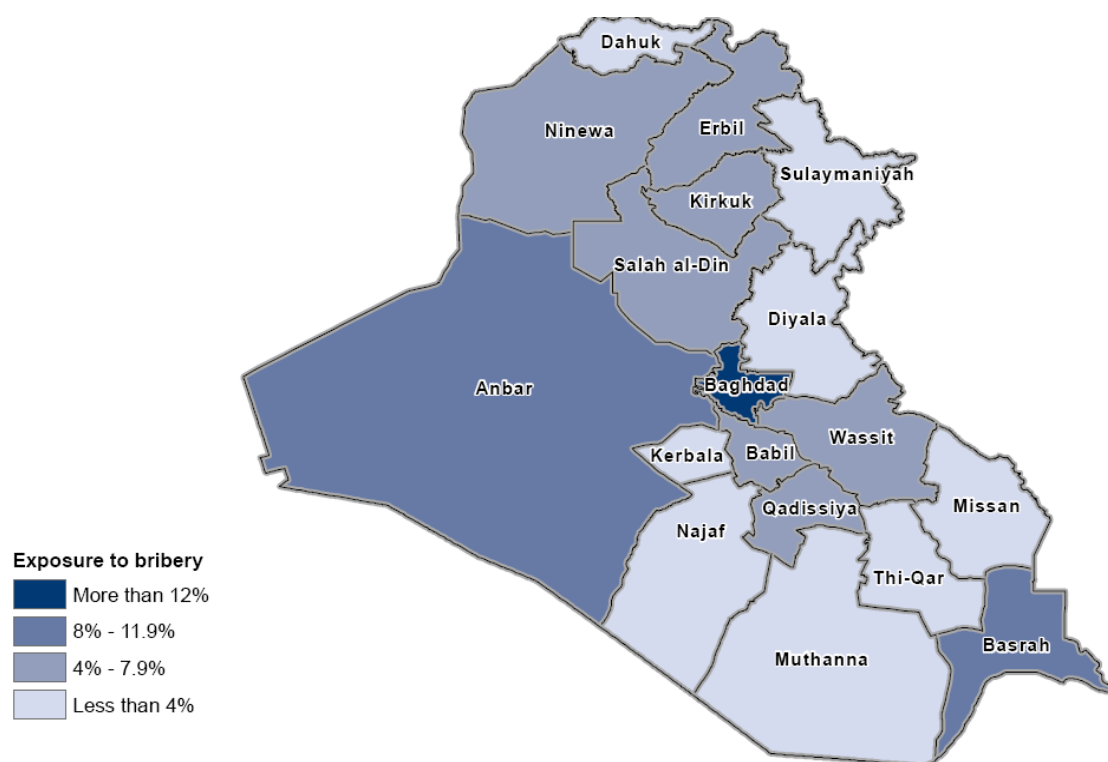 Dahuk
Ninewa
Erbil
Sulaymaniyah
Kirkuk
Salah al-Din
Diyala
Anbar
Baghdad
Wassit
Kerbala
Babil
Missan
Qadissiya
Najaf
Thi-Qar
Basrah
Muthanna
Exposure to bribery
More than 12%
8% - 11.9%
4% - 7.9%
Less than 4%